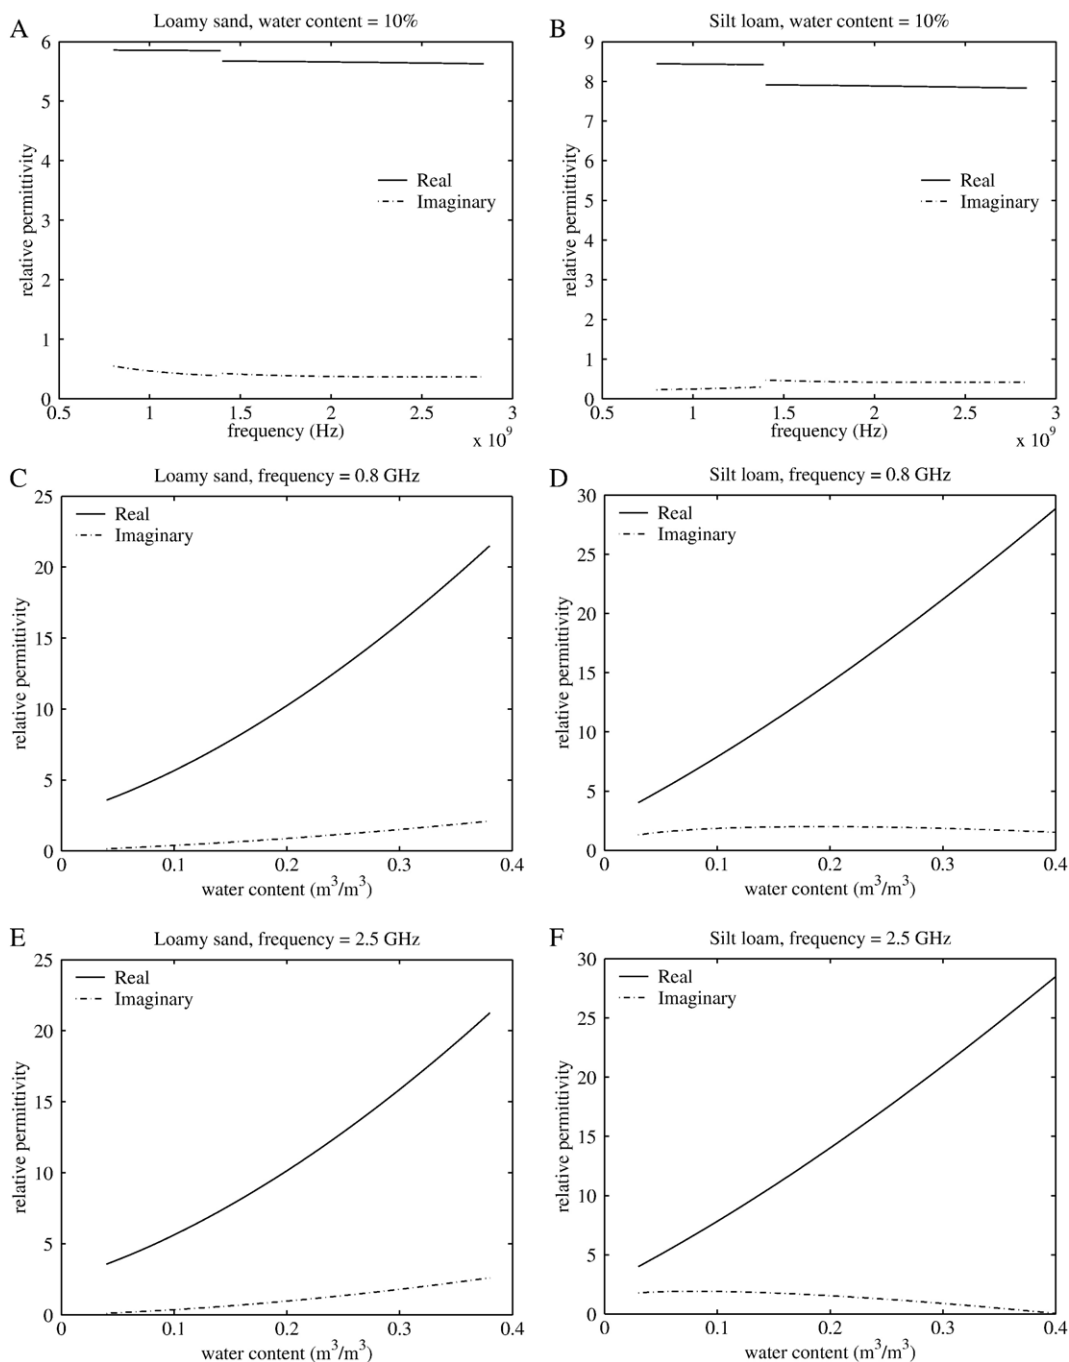 A
Loamy sand, water content = 10%
6
5
4
3
2
1
0
relative permittivity
Real
Imaginary
0.5
1
1.5
2
2.5
3
frequency (Hz)
x 10^9
B
Silt loam, water content = 10%
9
8
7
6
5
4
3
2
1
0
relative permittivity
Real
Imaginary
0.5
1
1.5
2
2.5
3
frequency (Hz)
x 10^9
C
Loamy sand, frequency = 0.8 GHz
25
20
15
10
5
0
relative permittivity
Real
Imaginary
0
0.1
0.2
0.3
0.4
water content (m^3/m^3)
D
Silt loam, frequency = 0.8 GHz
30
25
20
15
10
5
0
relative permittivity
Real
Imaginary
0
0.1
0.2
0.3
0.4
water content (m^3/m^3)
E
Loamy sand, frequency = 2.5 GHz
25
20
15
10
5
0
relative permittivity
Real
Imaginary
0
0.1
0.2
0.3
0.4
water content (m^3/m^3)
F
Silt loam, frequency = 2.5 GHz
30
25
20
15
10
5
0
relative permittivity
Real
Imaginary
0
0.1
0.2
0.3
0.4
water content (m^3/m^3)